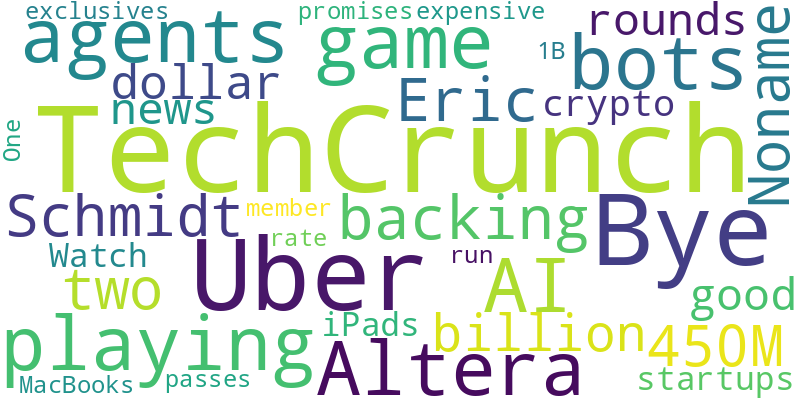 exclusives
promises expensive
agents
game
rounds
1B
bots
Noname
dollar
news
Eric
crypto
One
TechCrunch
Schmidt
member
backing
Bye
Watch
rate
run
Uber
AI
two
good
playing
iPads
billion
450M
MacBooks
passes
Altera
startups